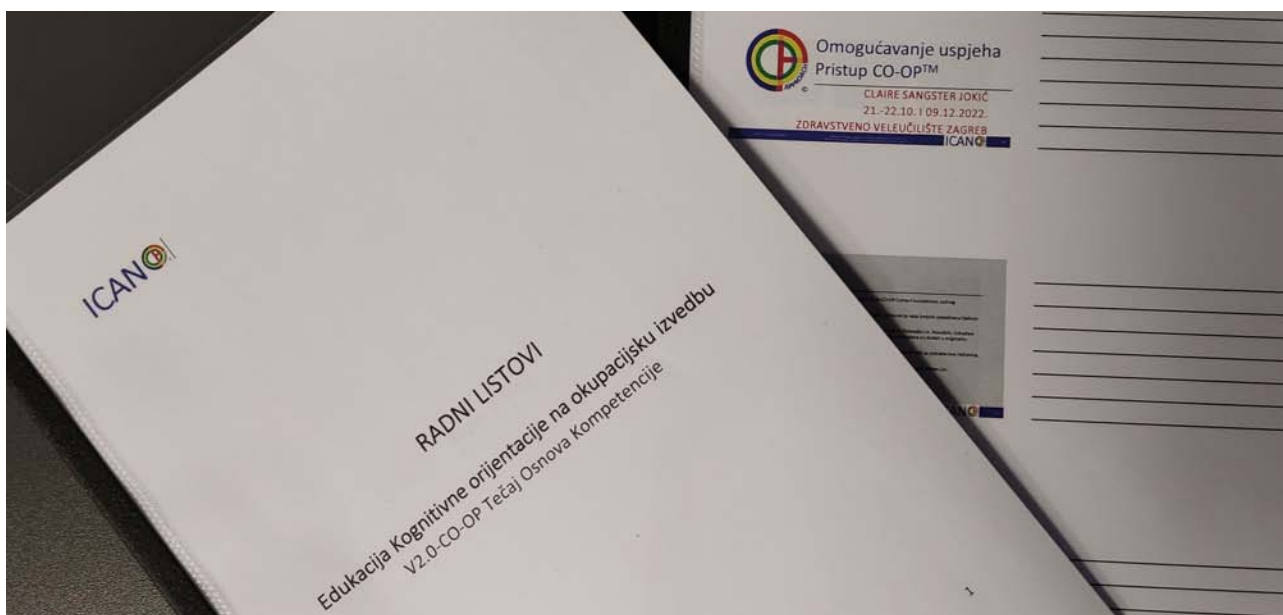 ICAN
RADNI LISTOVI
Edukacija Kognitivne orijentacije na okupacijsku izvedbu
V2.0-CO-OP Tečaj Osnova Kompetencije
1
APPROACH
©
Omogućavanje uspjeha
Pristup CO-OP™
CLAIRE SANGSTER JOKIĆ
21.-22.10. I 09.12.2022.
ZDRAVSTVENO VELEUČILIŠTE ZAGREB
ICAN